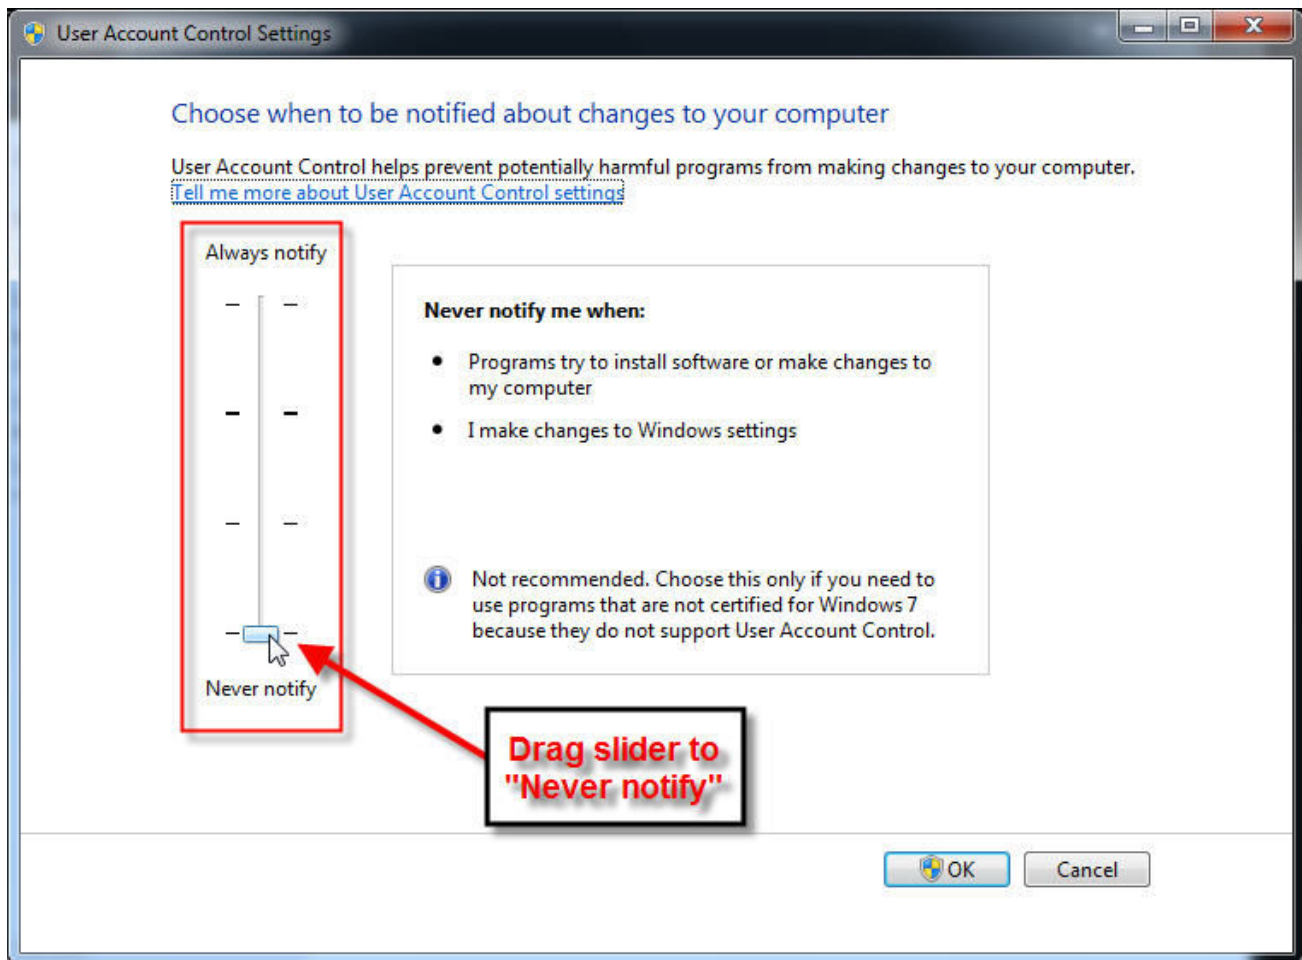 User Account Control Settings
Choose when to be notified about changes to your computer
User Account Control helps prevent potentially harmful programs from making changes to your computer.
Tell me more about User Account Control settings
Always notify
Never notify
Never notify me when:
• Programs try to install software or make changes to
my computer
• I make changes to Windows settings
Not recommended. Choose this only if you need to
use programs that are not certified for Windows 7
because they do not support User Account Control.
Drag slider to
"Never notify"
OK
Cancel